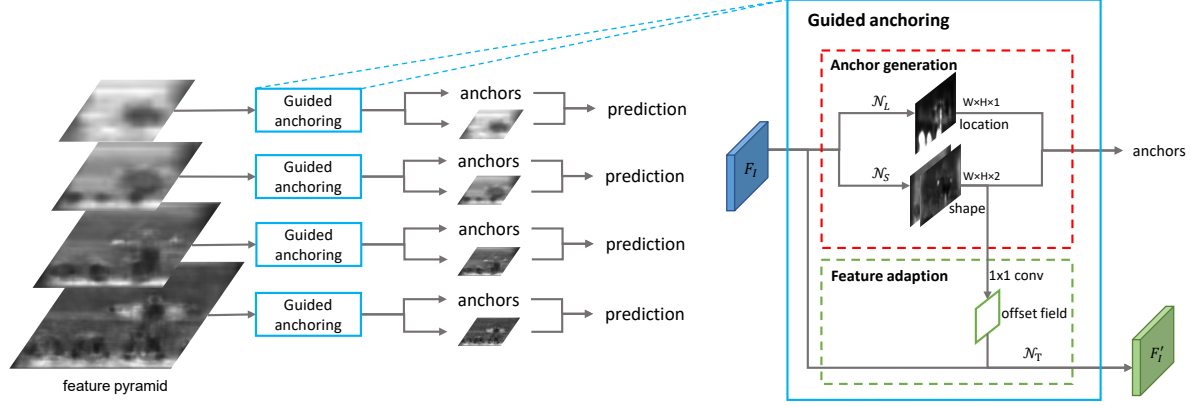 Guided
anchoring
anchors
prediction
Guided
anchoring
anchors
prediction
Guided
anchoring
anchors
prediction
Guided
anchoring
anchors
prediction
feature pyramid
Guided anchoring
Anchor generation
𝒩_L
W×H×1
location
F_I
anchors
𝒩_S
W×H×2
shape
Feature adaption
1x1 conv
offset field
𝒩_T
F_I′